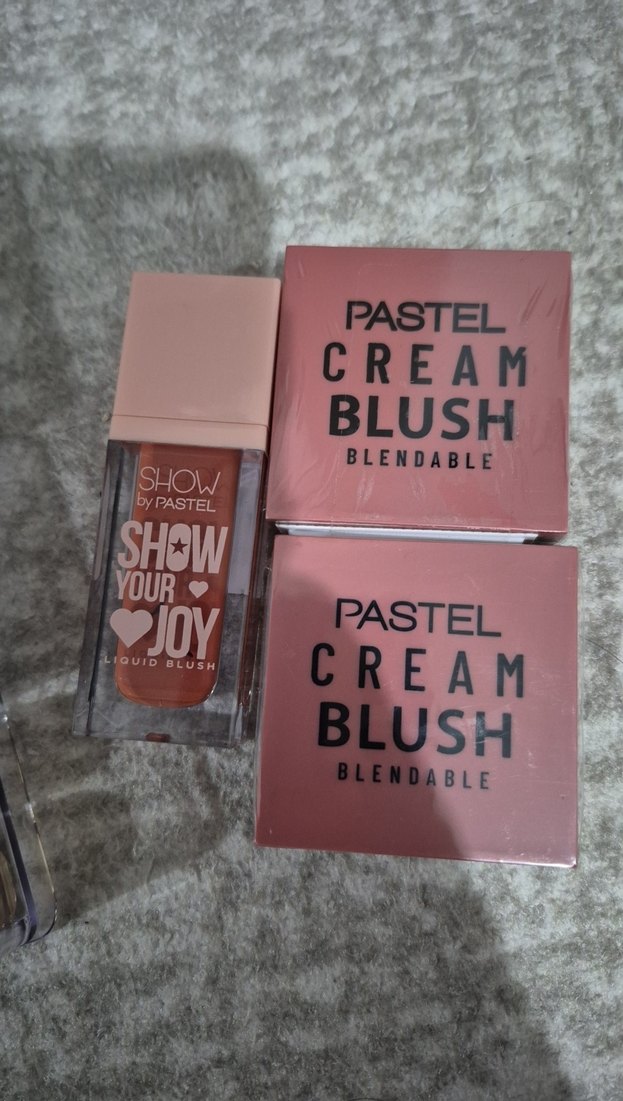 SHOW
by PASTEL
SHOW
YOUR
JOY
LIQUID BLUSH
PASTEL
CREAM
BLUSH
BLENDABLE
PASTEL
CREAM
BLUSH
BLENDABLE